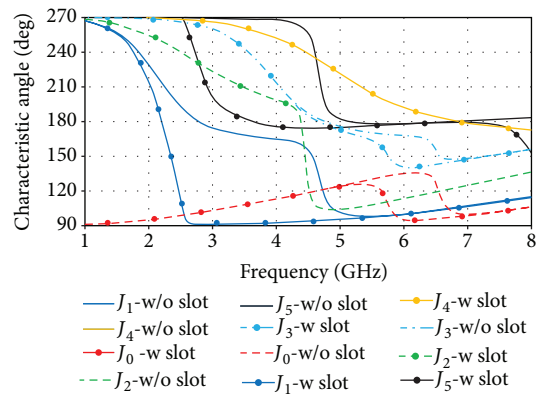 Characteristic angle (deg)
270
240
210
180
150
120
90
1 2 3 4 5 6 7 8
Frequency (GHz)
J1-w/o slot
J5-w/o slot
J4-w slot
J4-w/o slot
J3-w slot
J3-w/o slot
J0 -w slot
J0-w/o slot
J2-w slot
J2-w/o slot
J1-w slot
J5-w slot